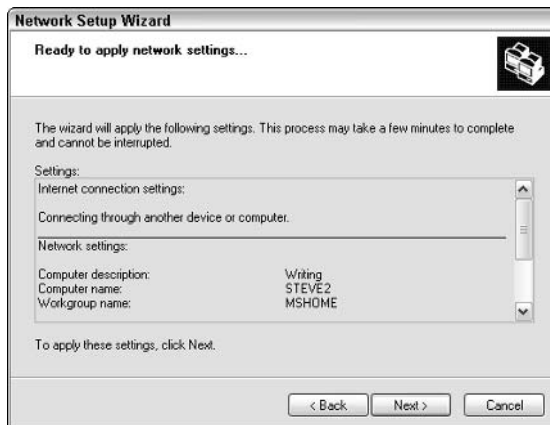 Network Setup Wizard
Ready to apply network settings...
The wizard will apply the following settings. This process may take a few minutes to complete
and cannot be interrupted.
Settings:
Internet connection settings:
Connecting through another device or computer.
Network settings:
Computer description: Writing
Computer name: STEVE2
Workgroup name: MSHOME
To apply these settings, click Next.
< Back Next > Cancel